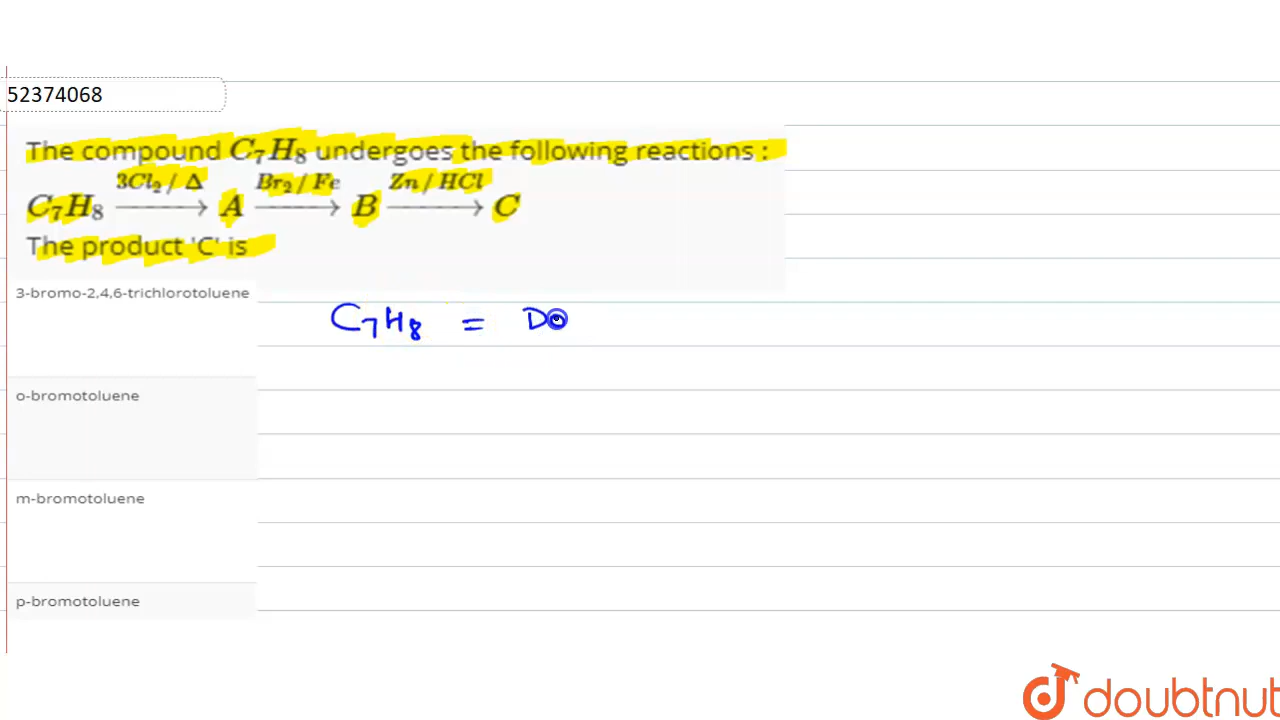 52374068
The compound C₇H₈ undergoes the following reactions :
C₇H₈ —3Cl₂ / Δ→ A —Br₂ / Fe→ B —Zn / HCl→ C
The product 'C' is
3-bromo-2,4,6-trichlorotoluene
C₇H₈ = Do
o-bromotoluene
m-bromotoluene
p-bromotoluene
doubtnut